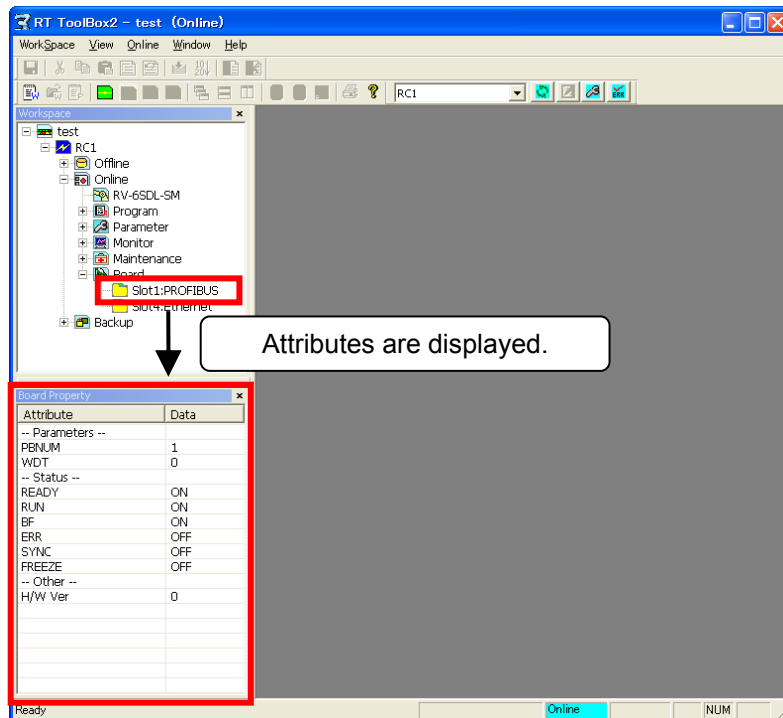 RT ToolBox2 - test (Online)
WorkSpace View Online Window Help
RC1
Workspace
test
RC1
Offline
Online
RV-6SDL-SM
Program
Parameter
Monitor
Maintenance
Board
Slot1:PROFIBUS
Slot4:Ethernet
Backup
Attributes are displayed.
Board Property
Attribute Data
-- Parameters --
PBNUM 1
WDT 0
-- Status --
READY ON
RUN ON
BF ON
ERR OFF
SYNC OFF
FREEZE OFF
-- Other --
H/W Ver 0
Ready Online NUM